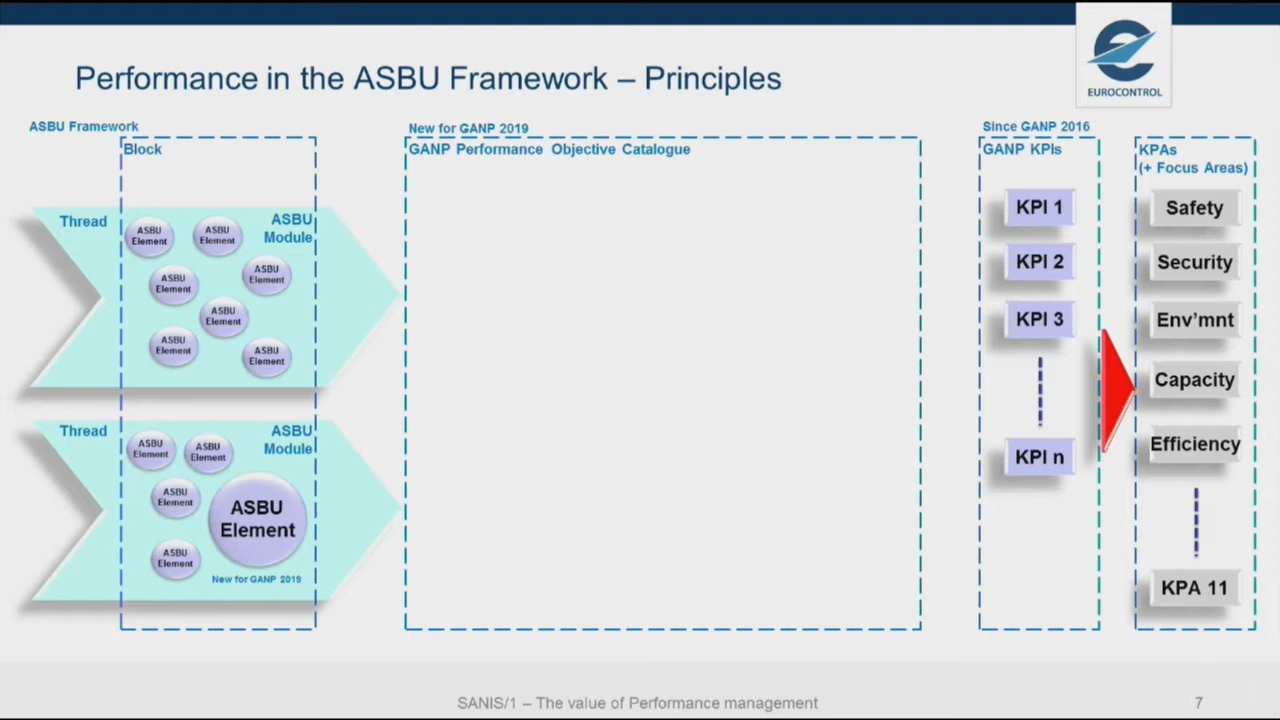 Performance in the ASBU Framework – Principles
EUROCONTROL
ASBU Framework
Block
Thread
ASBU
Module
ASBU
Element
ASBU
Element
ASBU
Element
ASBU
Element
ASBU
Element
ASBU
Element
ASBU
Element
Thread
ASBU
Module
ASBU
Element
ASBU
Element
ASBU
Element
ASBU
Element
ASBU
Element
New for GANP 2019
New for GANP 2019
GANP Performance Objective Catalogue
Since GANP 2016
GANP KPIs
KPI 1
KPI 2
KPI 3
KPI n
KPAs
(+ Focus Areas)
Safety
Security
Env’mnt
Capacity
Efficiency
KPA 11
SANIS/1 – The value of Performance management
7